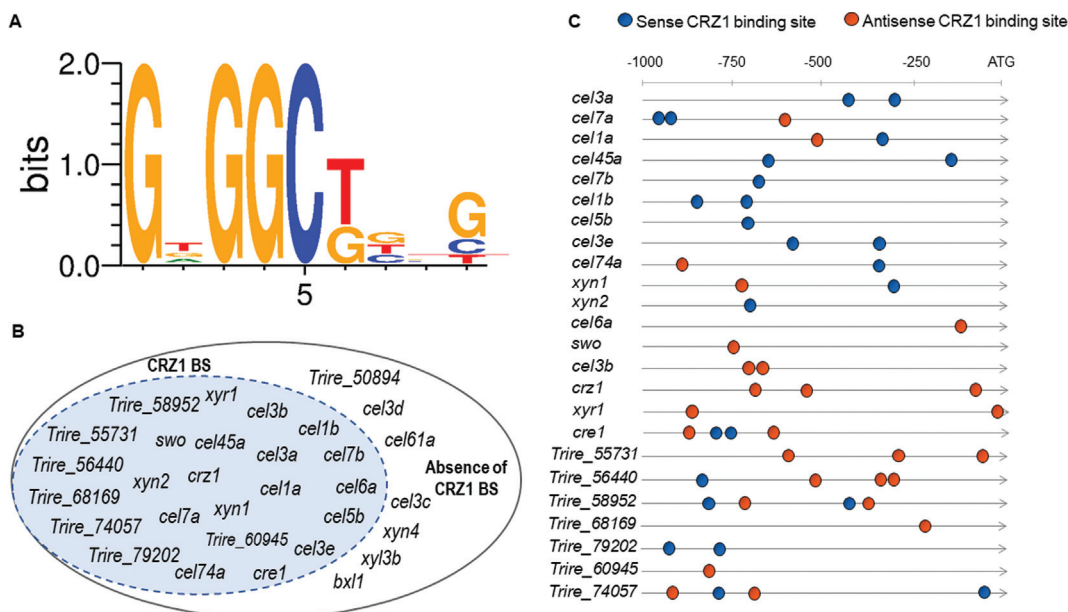 A
bits
2.0
1.0
0.0
G T G G C T G G T C G C T
5
B
CRZ1 BS
Absence of CRZ1 BS
Trire_50894
Trire_58952 xyr1 cel3b cel3d
Trire_55731 swo cel45a cel1b cel61a
Trire_56440 cel3a cel7b
xyn2 crz1
Trire_68169 cel1a cel6a cel3c
cel7a xyn1 cel5b
Trire_74057 xyn4
Trire_60945
Trire_79202 cel3e xyl3b
cel74a cre1 bxl1
C
Sense CRZ1 binding site Antisense CRZ1 binding site
-1000 -750 -500 -250 ATG
cel3a
cel7a
cel1a
cel45a
cel7b
cel1b
cel5b
cel3e
cel74a
xyn1
xyn2
cel6a
swo
cel3b
crz1
xyr1
cre1
Trire_55731
Trire_56440
Trire_58952
Trire_68169
Trire_79202
Trire_60945
Trire_74057